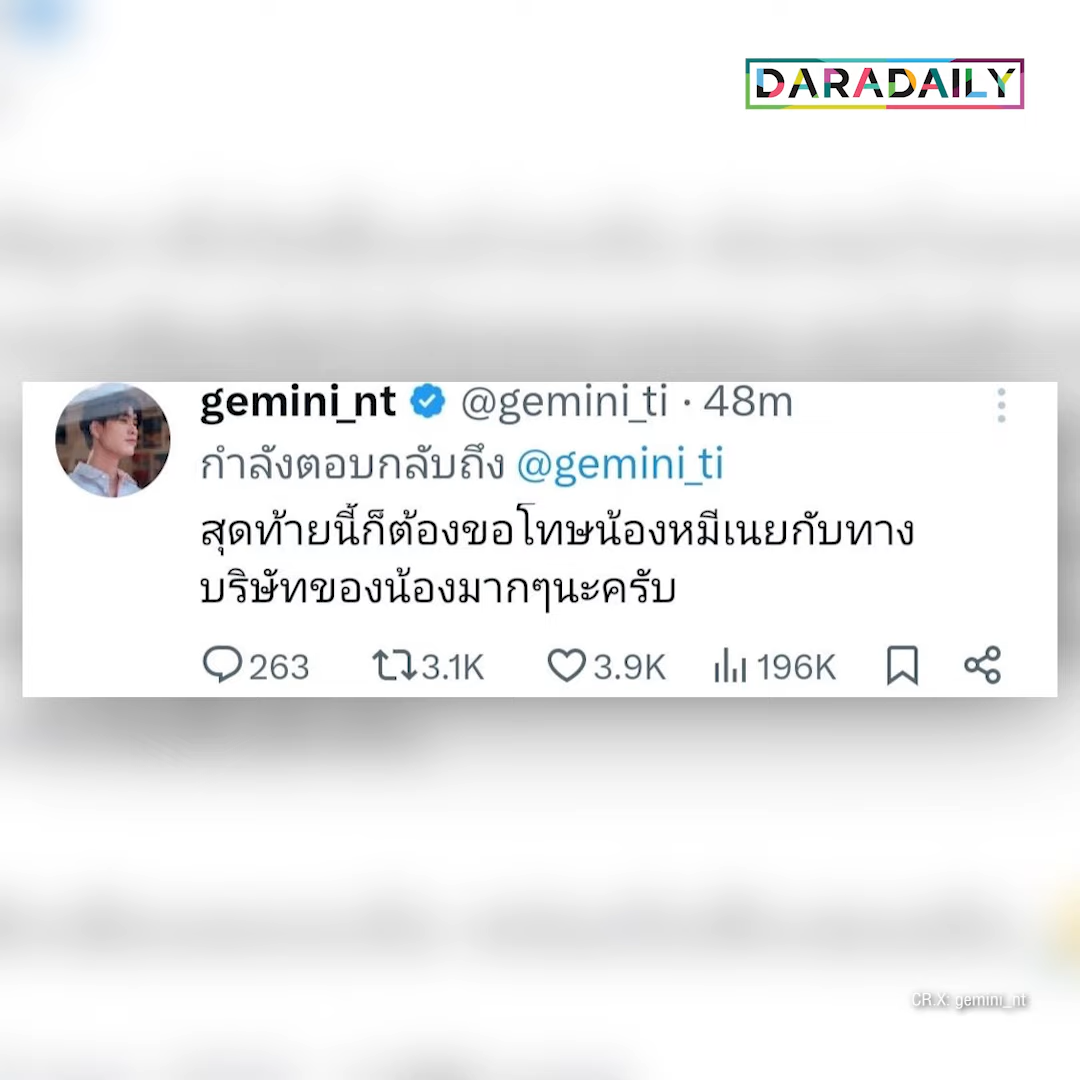 DARADAILY
gemini_nt @gemini_ti · 48m
กำลังตอบกลับถึง @gemini_ti
สุดท้ายนี้ก็ต้องขอโทษน้องหมีเนยกับทาง
บริษัทของน้องมากๆนะครับ
263 3.1K 3.9K 196K
CR.X: gemini_nt